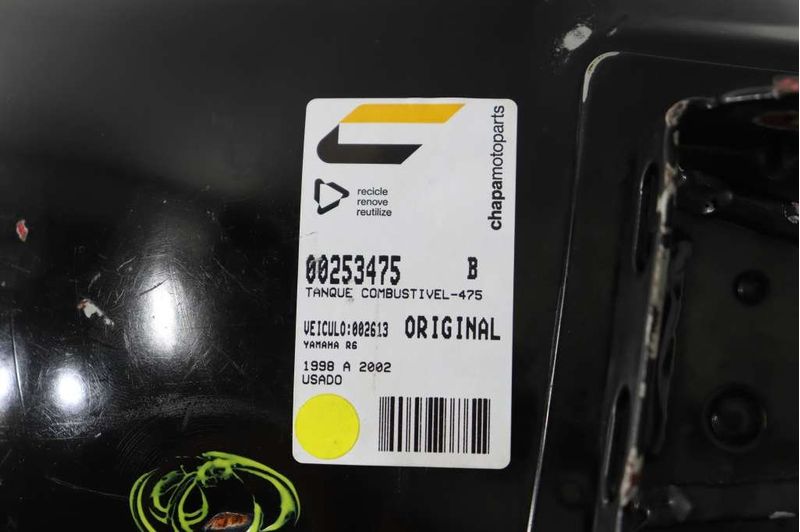 chapamotoparts
recicle
renove
reutilize
00253475 B
TANQUE COMBUSTIVEL-475
VEICULO:002613 ORIGINAL
YAMAHA R6
1998 A 2002
USADO